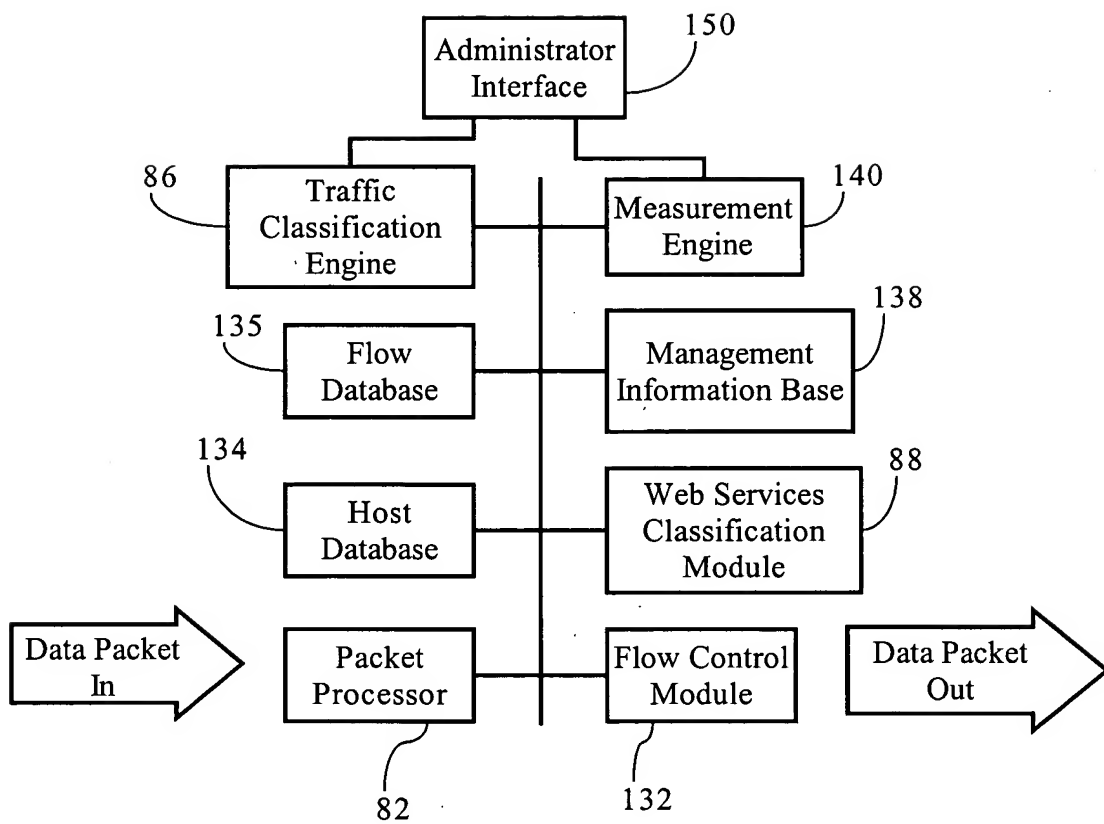 150
Administrator
Interface
86
Traffic
Classification
Engine
Measurement
Engine
140
135
Flow
Database
Management
Information Base
138
134
Host
Database
Web Services
Classification
Module
88
Data Packet
In
Packet
Processor
Flow Control
Module
Data Packet
Out
82
132